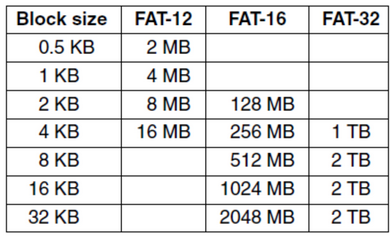 Block size FAT-12 FAT-16 FAT-32
0.5 KB 2 MB
1 KB 4 MB
2 KB 8 MB 128 MB
4 KB 16 MB 256 MB 1 TB
8 KB 512 MB 2 TB
16 KB 1024 MB 2 TB
32 KB 2048 MB 2 TB